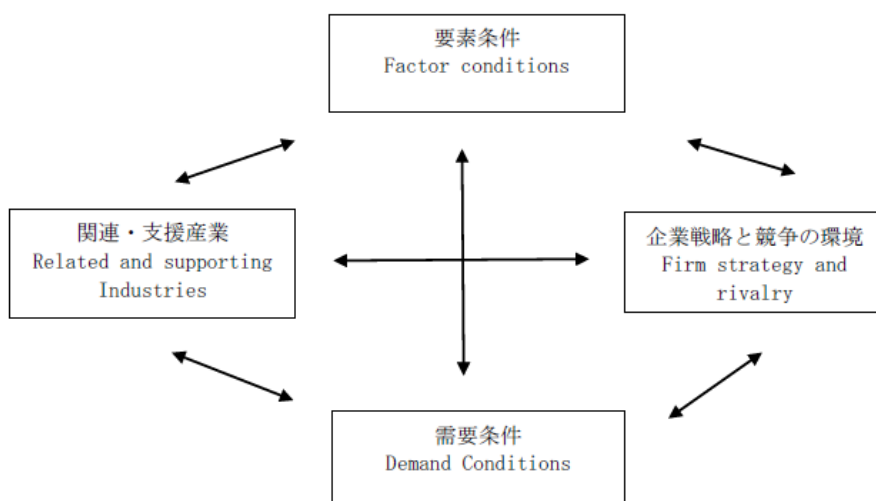 要素条件
Factor conditions
関連・支援産業
Related and supporting
Industries
企業戦略と競争の環境
Firm strategy and
rivalry
需要条件
Demand Conditions